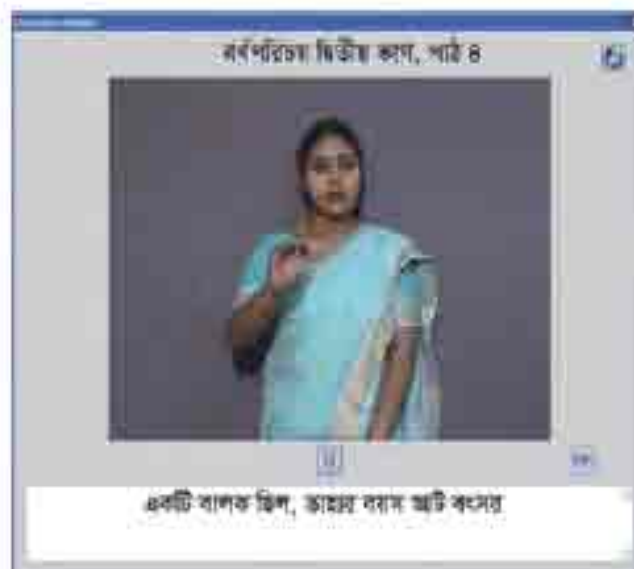 বর্ণপরিচয় দ্বিতীয় ভাগ, পাঠ ৪
একটি বালক ছিল, তাহার বয়স আট বৎসর